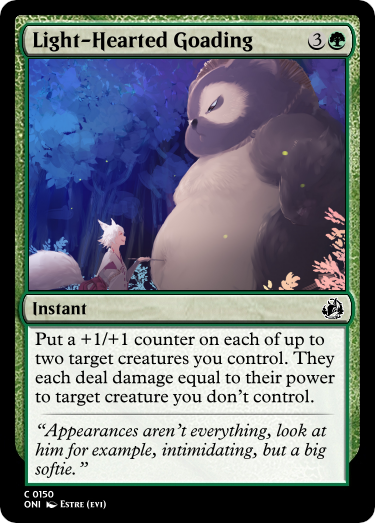 Light-Hearted Goading 3
Instant
Put a +1/+1 counter on each of up to
two target creatures you control. They
each deal damage equal to their power
to target creature you don't control.
"Appearances aren't everything, look at
him for example, intimidating, but a big
softie."
C 0150
ONI Estre (evi)